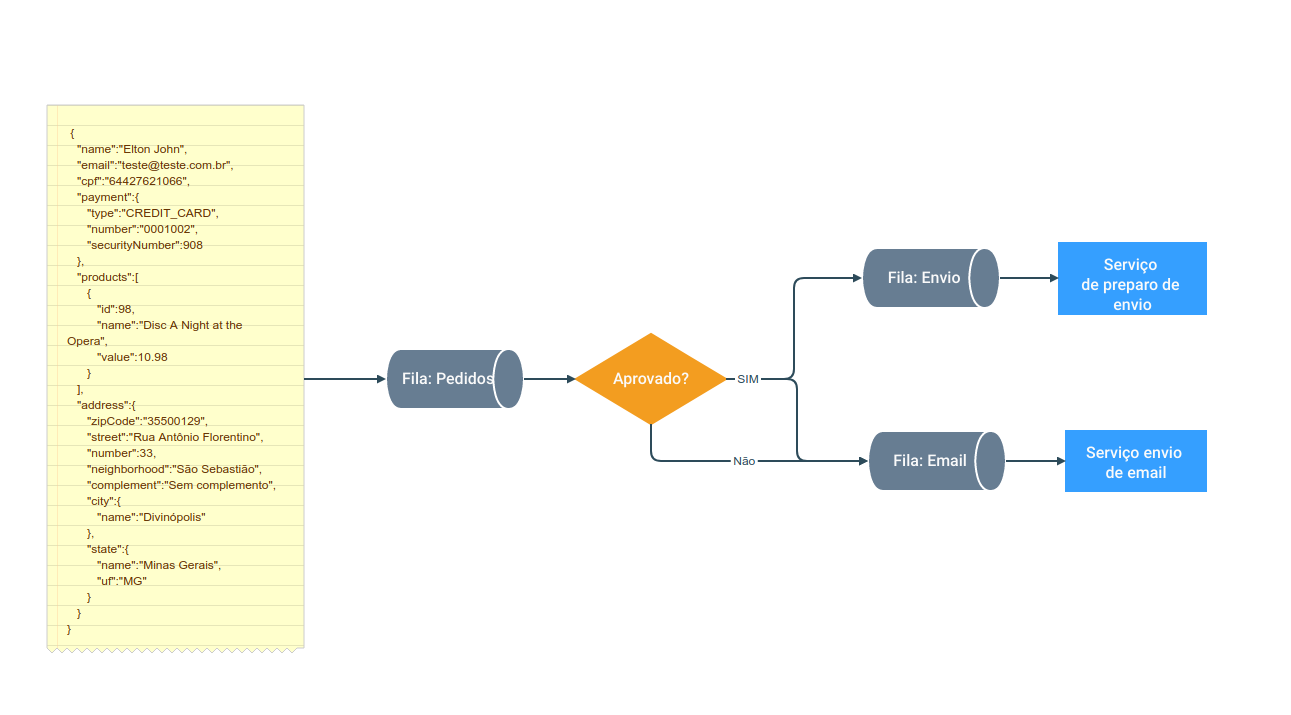 {
"name":"Elton John",
"email":"teste@teste.com.br",
"cpf":"64427621066",
"payment":{
"type":"CREDIT_CARD",
"number":"0001002",
"securityNumber":908
},
"products":[
{
"id":98,
"name":"Disc A Night at the
Opera",
"value":10.98
}
],
"address":{
"zipCode":"35500129",
"street":"Rua Antônio Florentino",
"number":33,
"neighborhood":"São Sebastião",
"complement":"Sem complemento",
"city":{
"name":"Divinópolis"
},
"state":{
"name":"Minas Gerais",
"uf":"MG"
}
}
}
Fila: Pedidos
Aprovado?
SIM
Não
Fila: Envio
Serviço
de preparo de
envio
Fila: Email
Serviço envio
de email